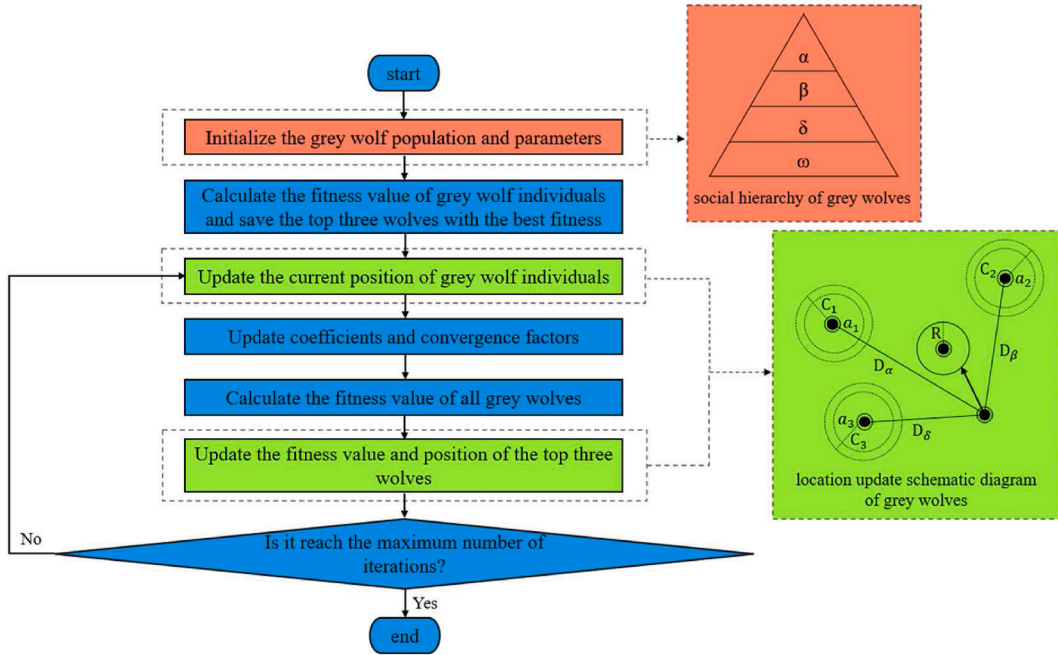 start
Initialize the grey wolf population and parameters
Calculate the fitness value of grey wolf individuals
and save the top three wolves with the best fitness
Update the current position of grey wolf individuals
Update coefficients and convergence factors
Calculate the fitness value of all grey wolves
Update the fitness value and position of the top three
wolves
Is it reach the maximum number of
iterations?
No
Yes
end
α
β
δ
ω
social hierarchy of grey wolves
C₁
a₁
C₂
a₂
R
D_α
D_β
a₃
C₃
D_δ
location update schematic diagram
of grey wolves